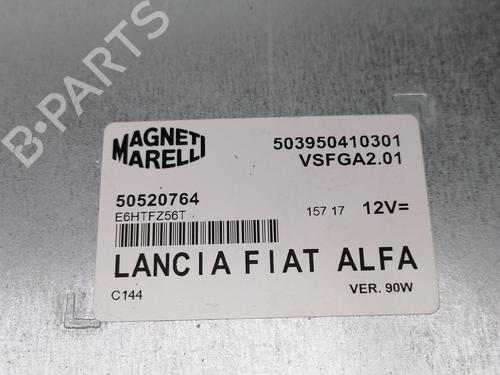 B-PARTS
MAGNETI MARELLI
503950410301
VSFGA2.01
50520764
E6HTFZ56T
157 17 12V=
LANCIA FIAT ALFA
C144 VER. 90W